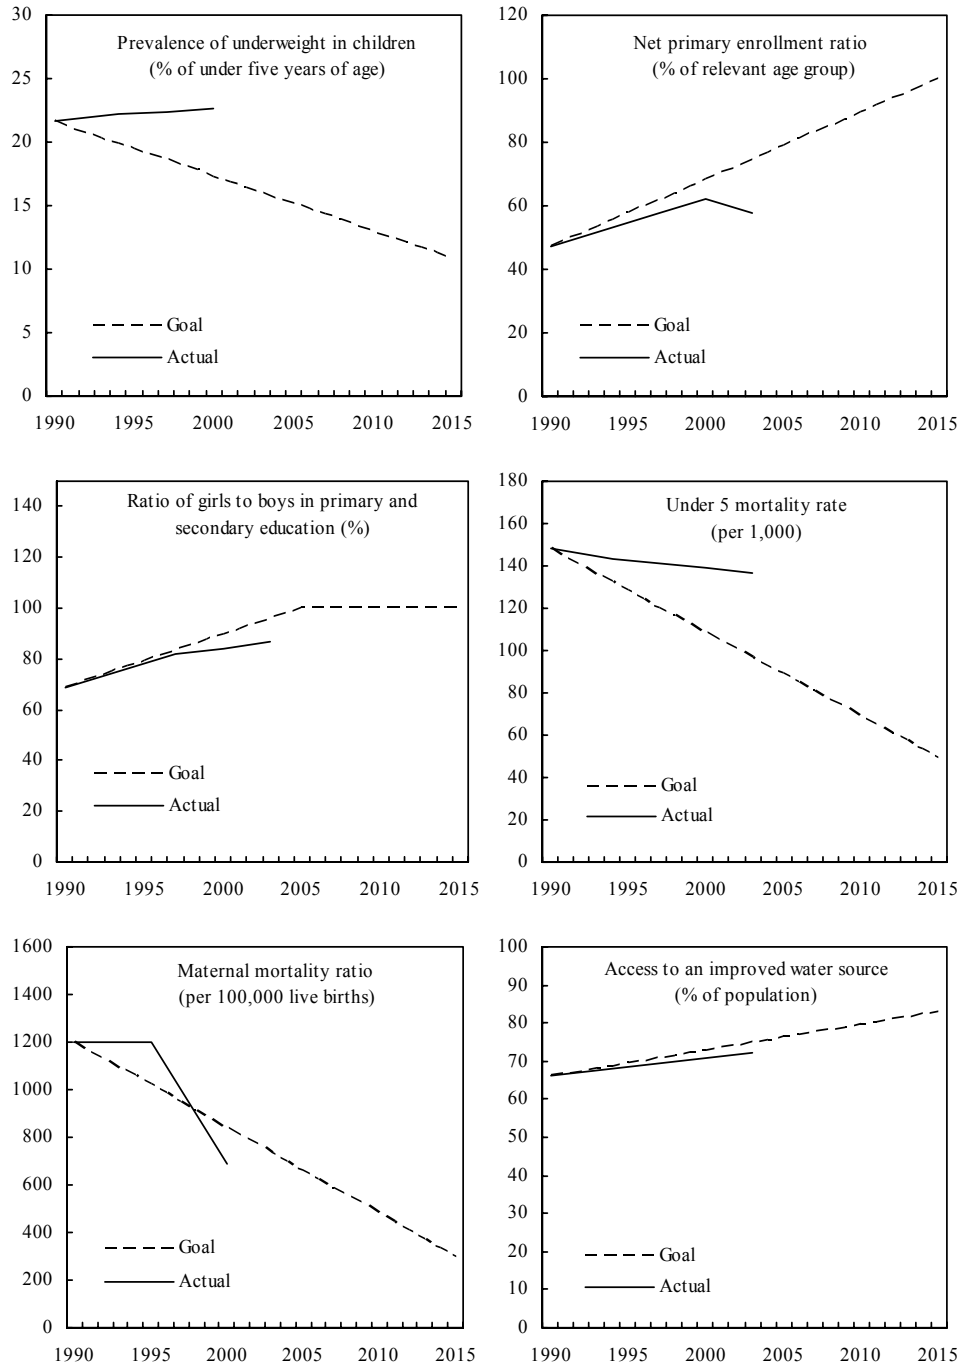 Prevalence of underweight in children
(% of under five years of age)
30
25
20
15
10
5
0
Goal
Actual
1990 1995 2000 2005 2010 2015
Net primary enrollment ratio
(% of relevant age group)
120
100
80
60
40
20
0
Goal
Actual
1990 1995 2000 2005 2010 2015
Ratio of girls to boys in primary and
secondary education (%)
140
120
100
80
60
40
20
0
Goal
Actual
1990 1995 2000 2005 2010 2015
Under 5 mortality rate
(per 1,000)
180
160
140
120
100
80
60
40
20
0
Goal
Actual
1990 1995 2000 2005 2010 2015
Maternal mortality ratio
(per 100,000 live births)
1600
1400
1200
1000
800
600
400
200
0
Goal
Actual
1990 1995 2000 2005 2010 2015
Access to an improved water source
(% of population)
100
90
80
70
60
50
40
30
20
10
0
Goal
Actual
1990 1995 2000 2005 2010 2015